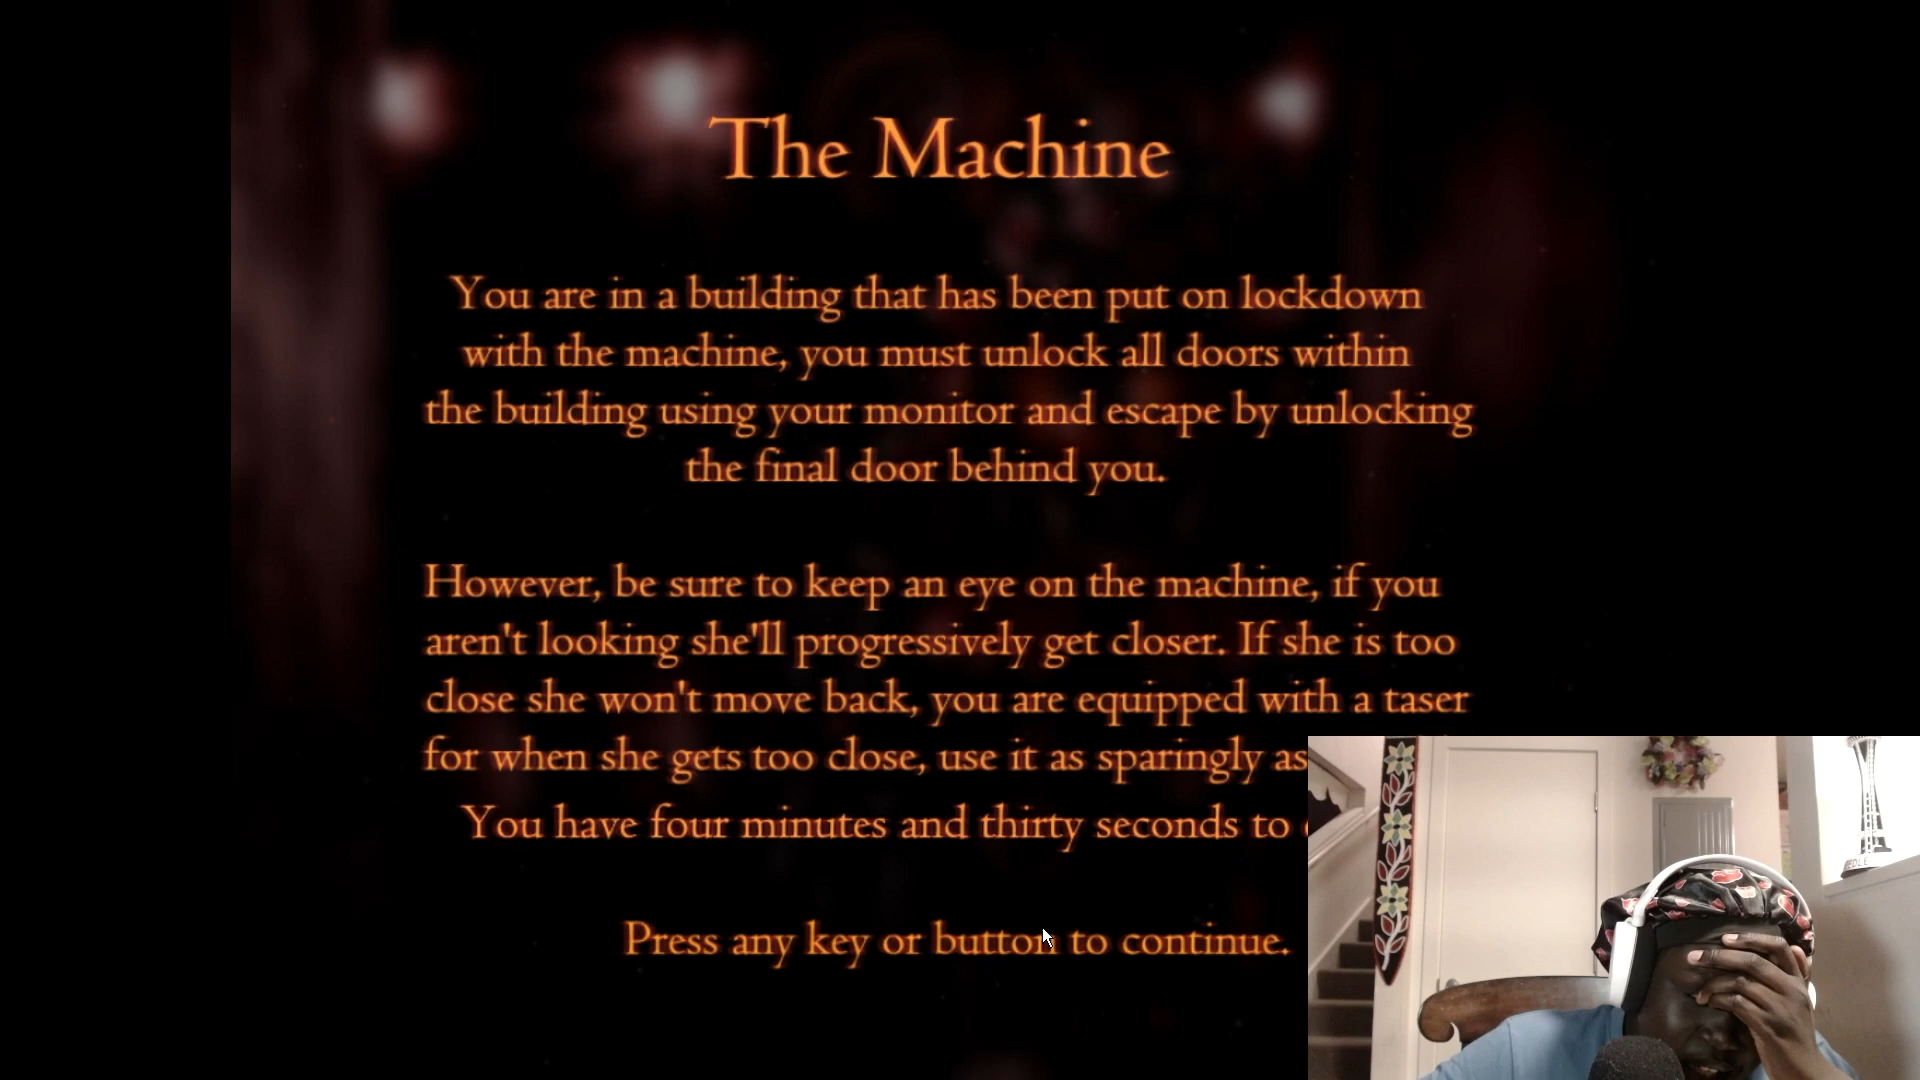 The Machine
You are in a building that has been put on lockdown
with the machine, you must unlock all doors within
the building using your monitor and escape by unlocking
the final door behind you.
However, be sure to keep an eye on the machine, if you
aren't looking she'll progressively get closer. If she is too
close she won't move back, you are equipped with a taser
for when she gets too close, use it as sparingly as
You have four minutes and thirty seconds to
Press any key or button to continue.